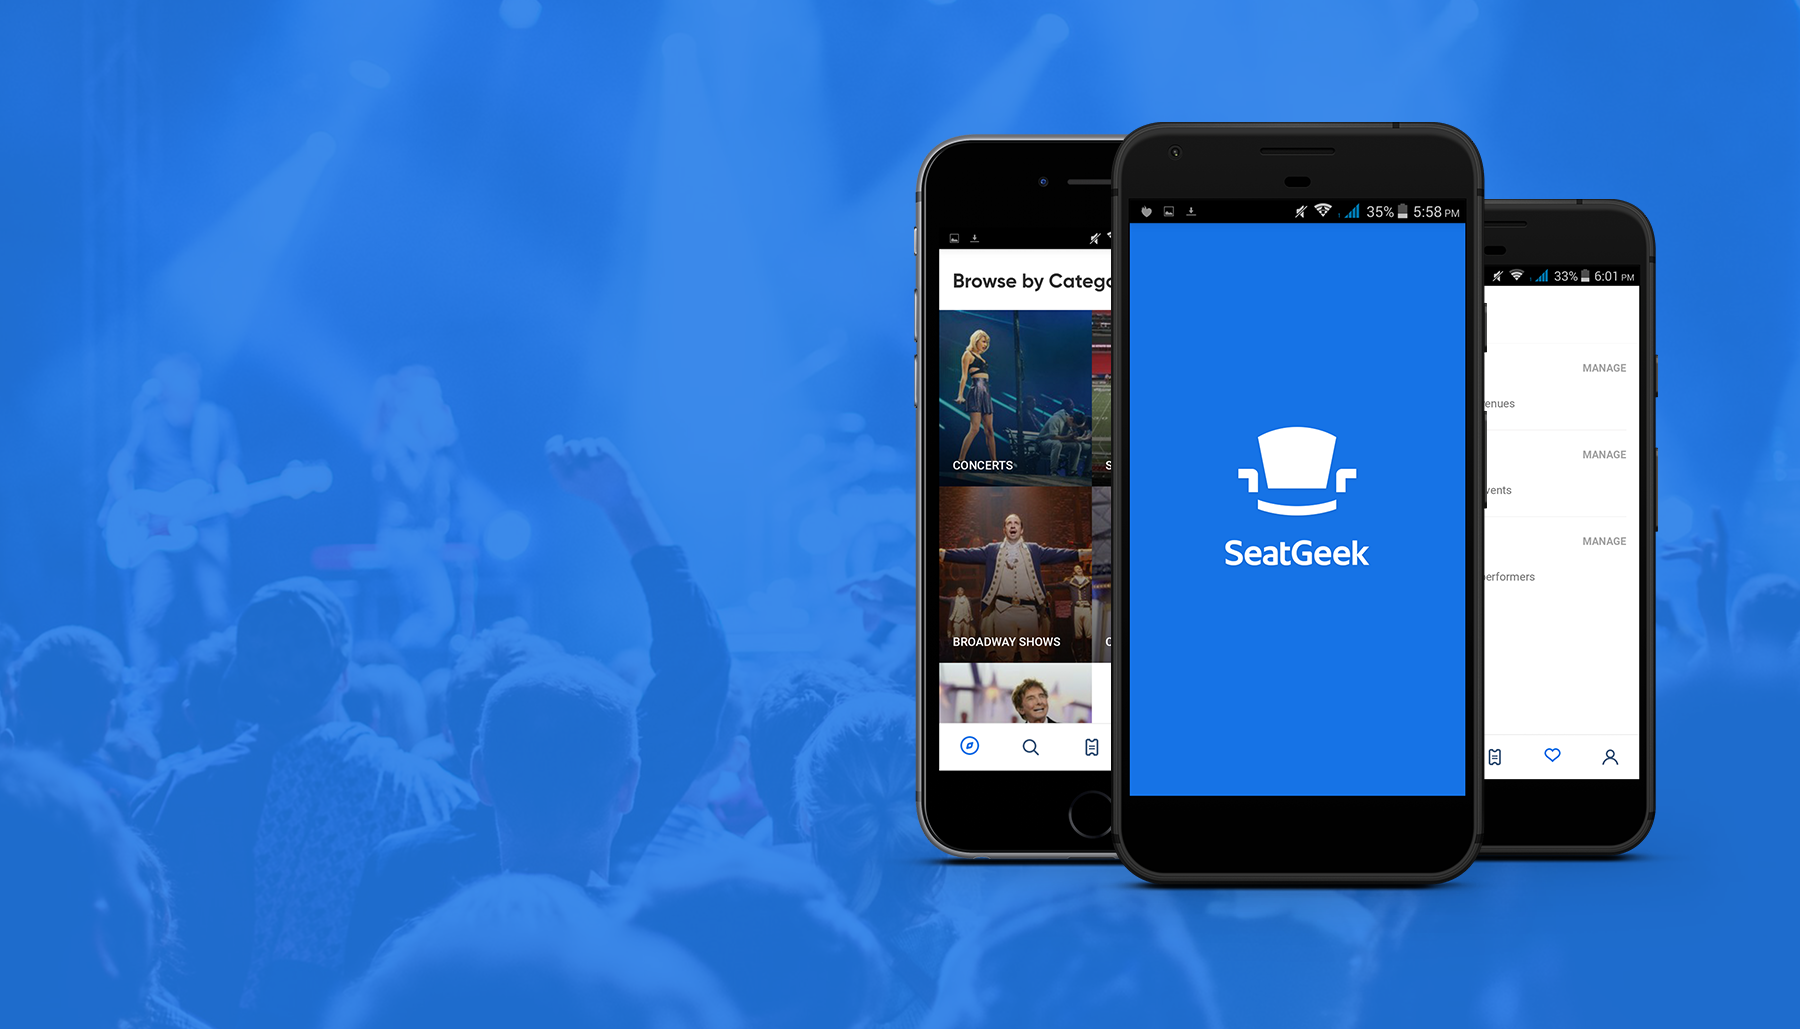 Browse by Catego
CONCERTS
S
BROADWAY SHOWS
C
35% 5:58 PM
SeatGeek
33% 6:01 PM
MANAGE
enues
MANAGE
vents
MANAGE
erformers